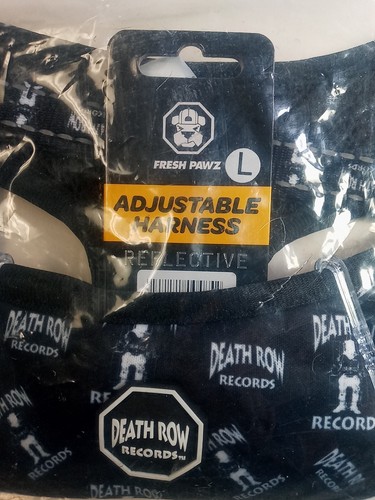 FRESH PAWZ
L
ADJUSTABLE
HARNESS
REFLECTIVE
DEATH ROW
RECORDS
DEATH ROW
RECORDS
DEATH ROW
RECORDS
DEATH ROW
RECORDS™
RECORDS
RECORDS
DEATH ROW